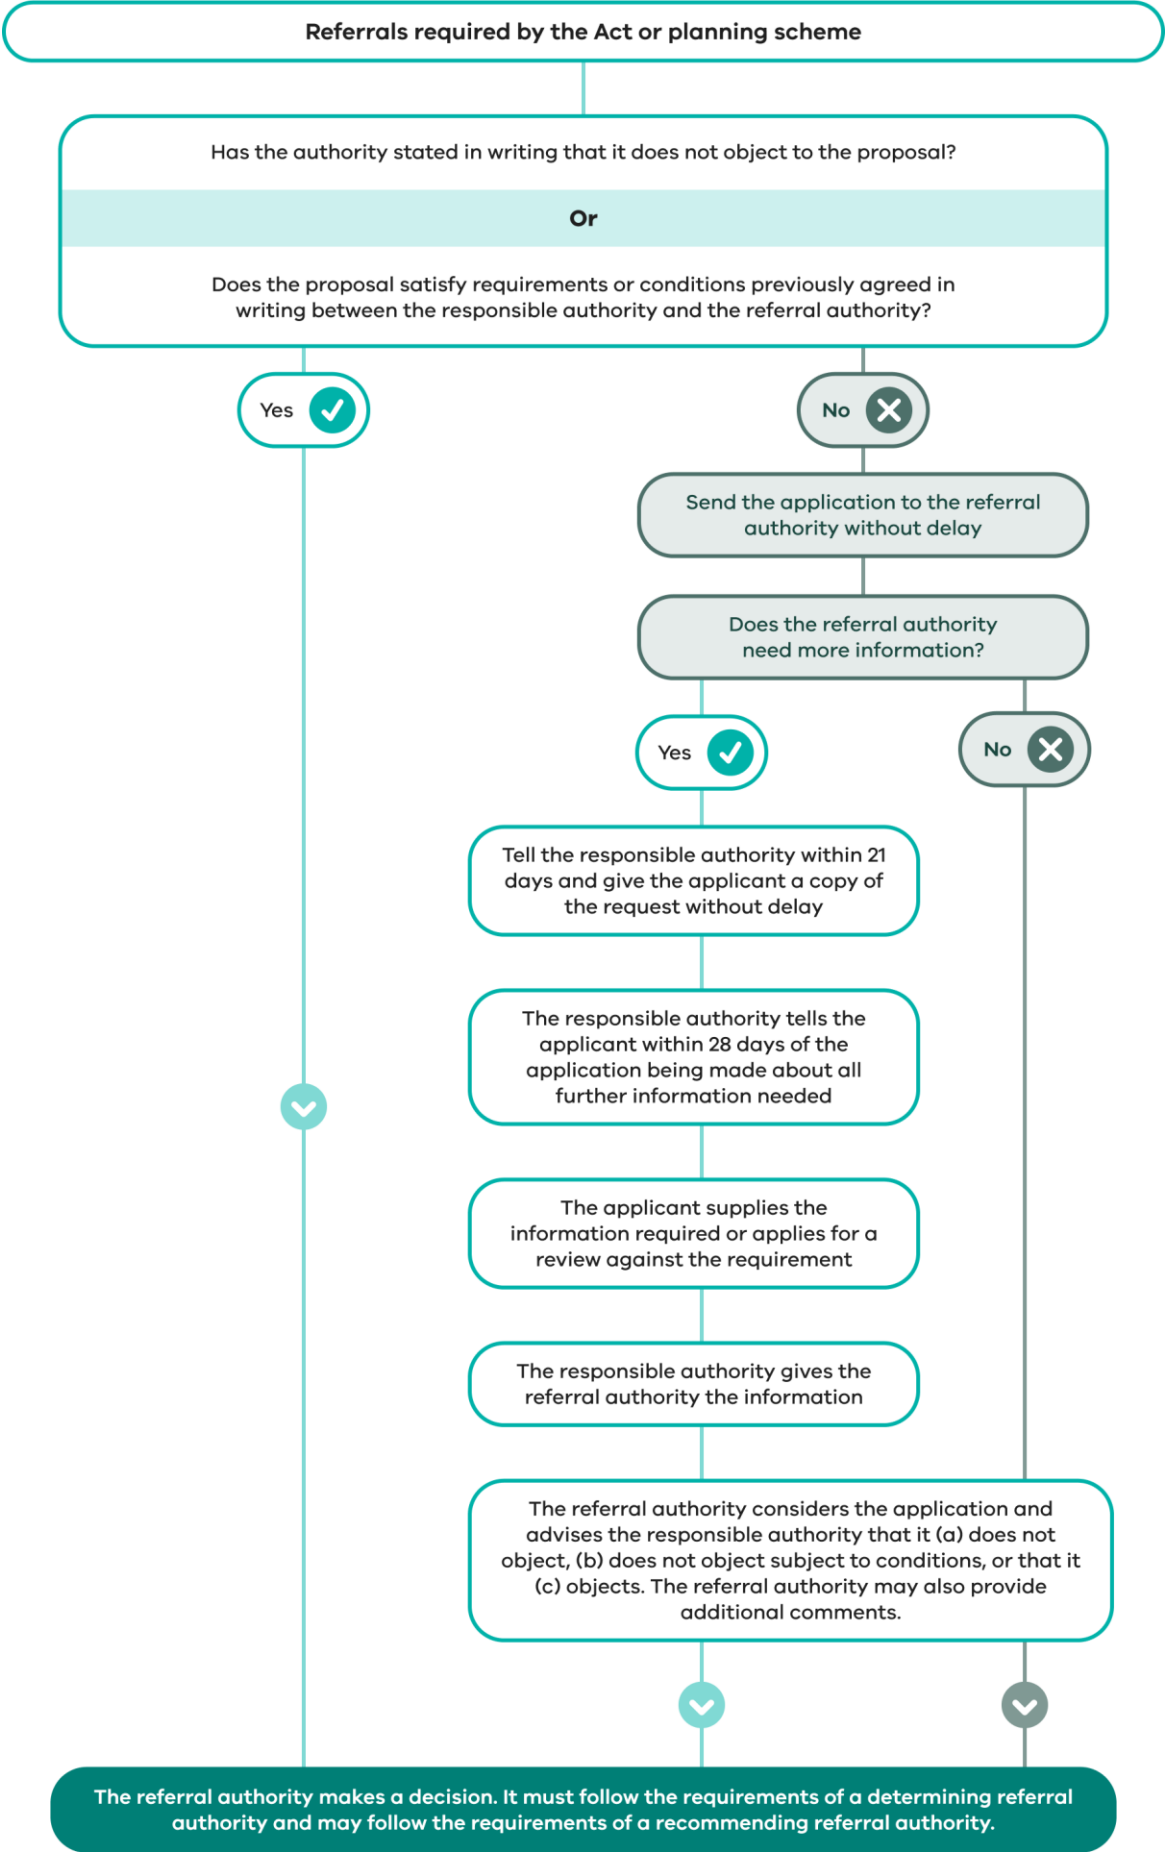 Referrals required by the Act or planning scheme
Has the authority stated in writing that it does not object to the proposal?
Or
Does the proposal satisfy requirements or conditions previously agreed in
writing between the responsible authority and the referral authority?
Yes
No
Send the application to the referral
authority without delay
Does the referral authority
need more information?
Yes
No
Tell the responsible authority within 21
days and give the applicant a copy of
the request without delay
The responsible authority tells the
applicant within 28 days of the
application being made about all
further information needed
The applicant supplies the
information required or applies for a
review against the requirement
The responsible authority gives the
referral authority the information
The referral authority considers the application and
advises the responsible authority that it (a) does not
object, (b) does not object subject to conditions, or that it
(c) objects. The referral authority may also provide
additional comments.
The referral authority makes a decision. It must follow the requirements of a determining referral
authority and may follow the requirements of a recommending referral authority.